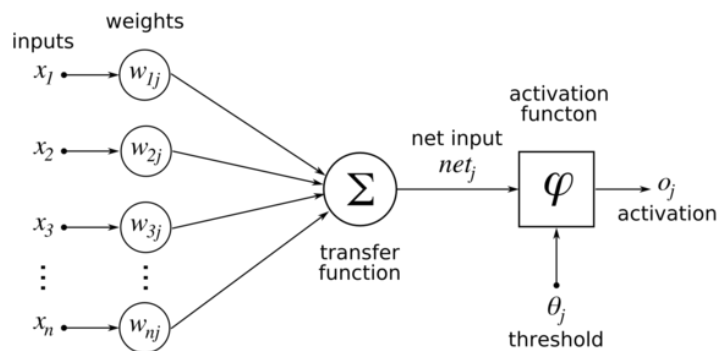 weights
inputs
x₁
w₁ⱼ
x₂
w₂ⱼ
x₃
w₃ⱼ
⋮
⋮
xₙ
wₙⱼ
Σ
transfer
function
net input
netⱼ
activation
functon
φ
oⱼ
activation
θⱼ
threshold